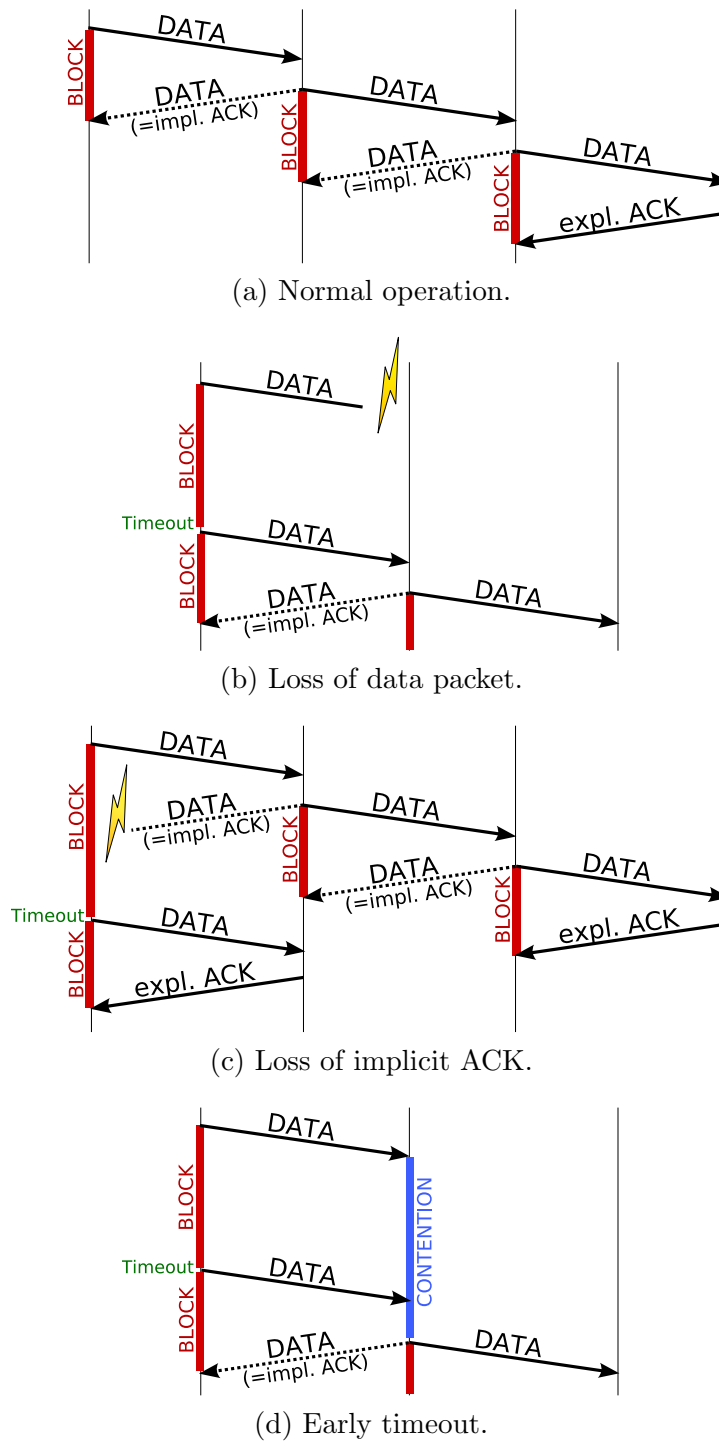 DATA
BLOCK
DATA
(=impl. ACK)
DATA
BLOCK
DATA
(=impl. ACK)
DATA
BLOCK
expl. ACK
(a) Normal operation.
DATA
BLOCK
Timeout
DATA
BLOCK
DATA
(=impl. ACK)
DATA
(b) Loss of data packet.
DATA
BLOCK
DATA
(=impl. ACK)
DATA
BLOCK
DATA
(=impl. ACK)
DATA
BLOCK
expl. ACK
Timeout
DATA
BLOCK
expl. ACK
(c) Loss of implicit ACK.
DATA
BLOCK
CONTENTION
Timeout
DATA
BLOCK
DATA
(=impl. ACK)
DATA
(d) Early timeout.